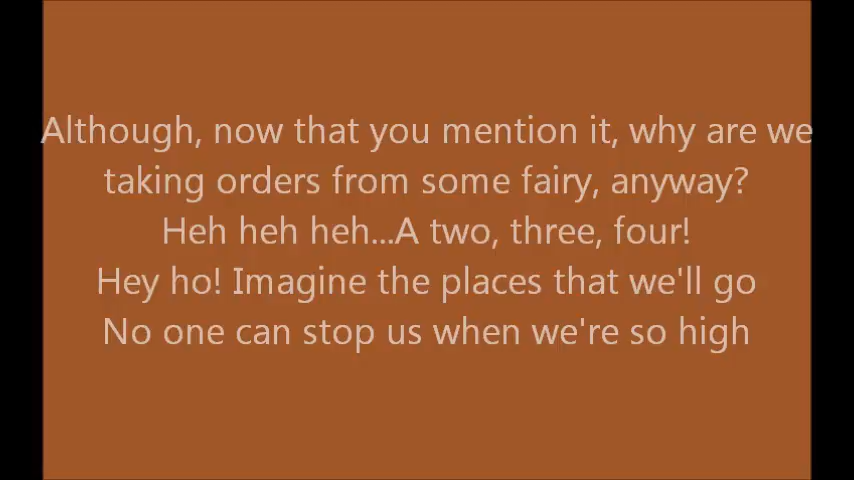 Although, now that you mention it, why are we
taking orders from some fairy, anyway?
Heh heh heh...A two, three, four!
Hey ho! Imagine the places that we'll go
No one can stop us when we're so high